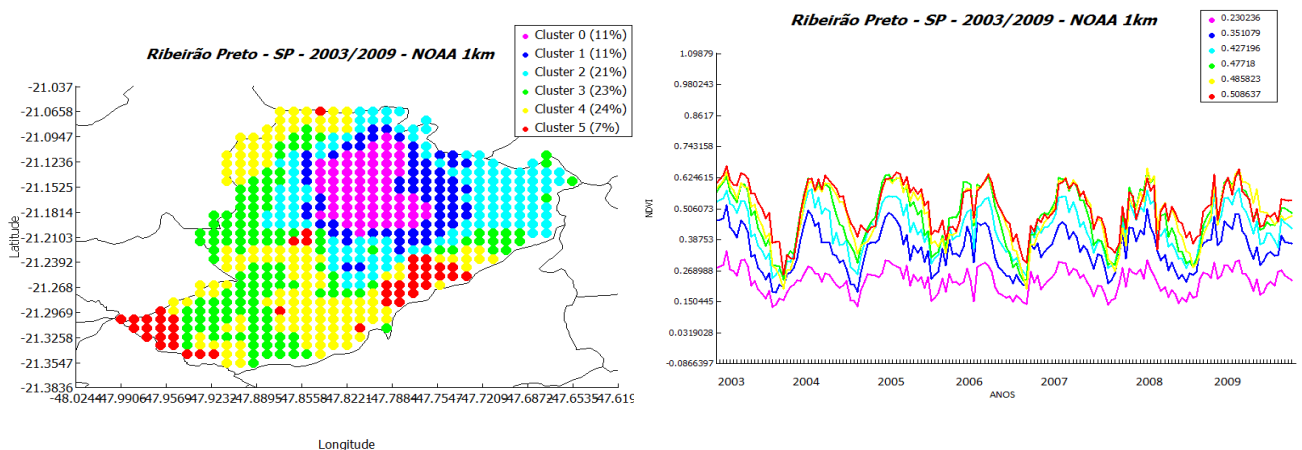 Ribeirão Preto - SP - 2003/2009 - NOAA 1km
Cluster 0 (11%)
Cluster 1 (11%)
Cluster 2 (21%)
Cluster 3 (23%)
Cluster 4 (24%)
Cluster 5 (7%)
-21.037
-21.0658
-21.0947
-21.1236
-21.1525
-21.1814
-21.2103
-21.2392
-21.268
-21.2969
-21.3258
-21.3547
-21.3836
Latitude
-48.0244 47.9906 47.9569 47.9232 47.8895 47.8558 47.8221 47.7884 47.7547 47.7209 47.6872 47.6535 47.619
Longitude
Ribeirão Preto - SP - 2003/2009 - NOAA 1km
0.230236
0.351079
0.427196
0.47718
0.485823
0.508637
1.09879
0.980243
0.8617
0.743158
0.624615
0.506073
0.38753
0.268988
0.150445
0.0319028
-0.0866397
NDVI
2003 2004 2005 2006 2007 2008 2009
ANOS